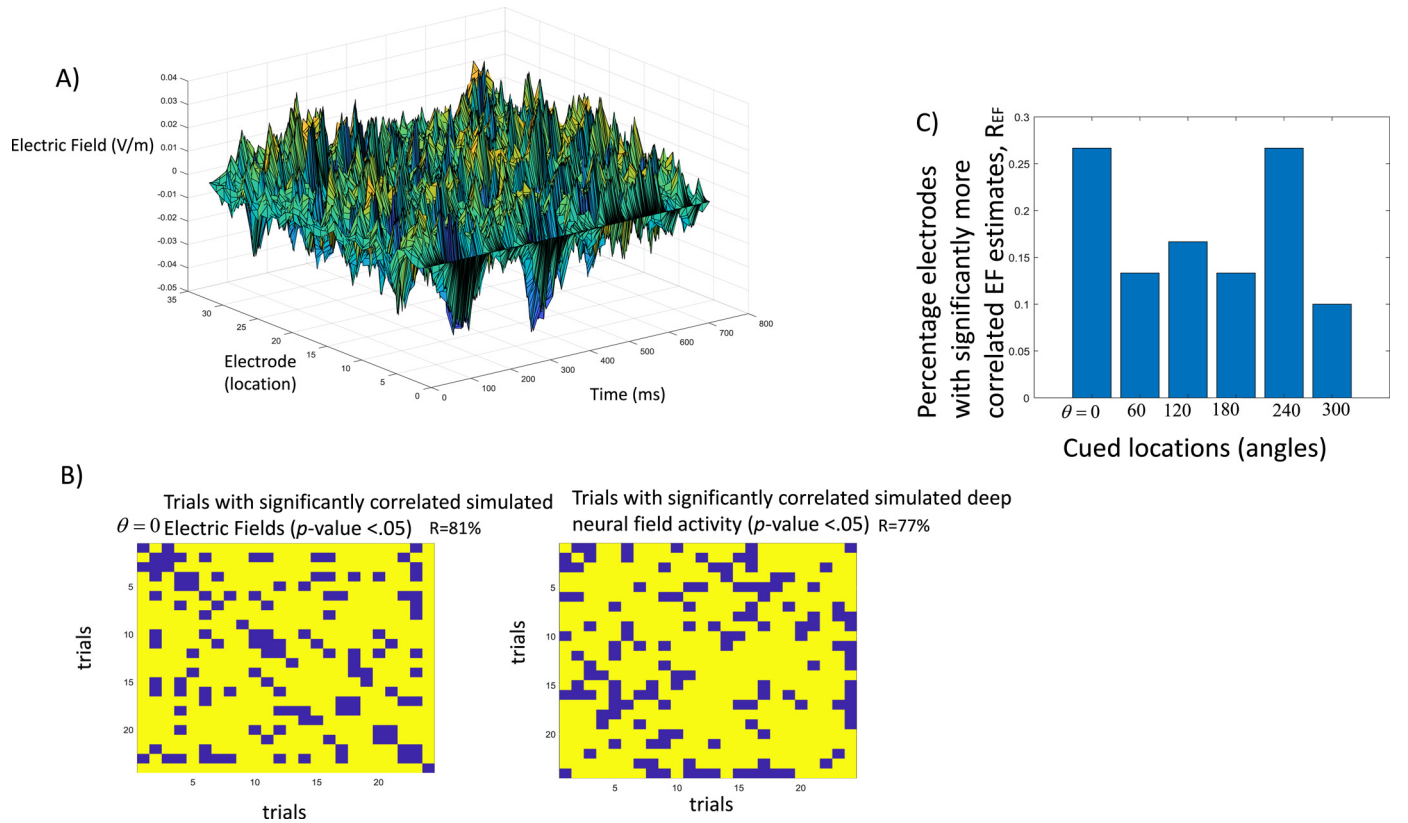 A)
0.04
0.03
0.02
0.01
0
-0.01
-0.02
-0.03
-0.04
-0.05
Electric Field (V/m)
35
30
25
20
15
10
5
0
Electrode
(location)
0
100
200
300
400
500
600
700
800
Time (ms)
C)
Percentage electrodes
with significantly more
correlated EF estimates, REF
0.3
0.25
0.2
0.15
0.1
0.05
0
θ = 0 60 120 180 240 300
Cued locations (angles)
B)
Trials with significantly correlated simulated
θ = 0 Electric Fields (p-value <.05) R=81%
5
10
15
20
trials
5 10 15 20
trials
Trials with significantly correlated simulated deep
neural field activity (p-value <.05) R=77%
5
10
15
20
trials
5 10 15 20
trials